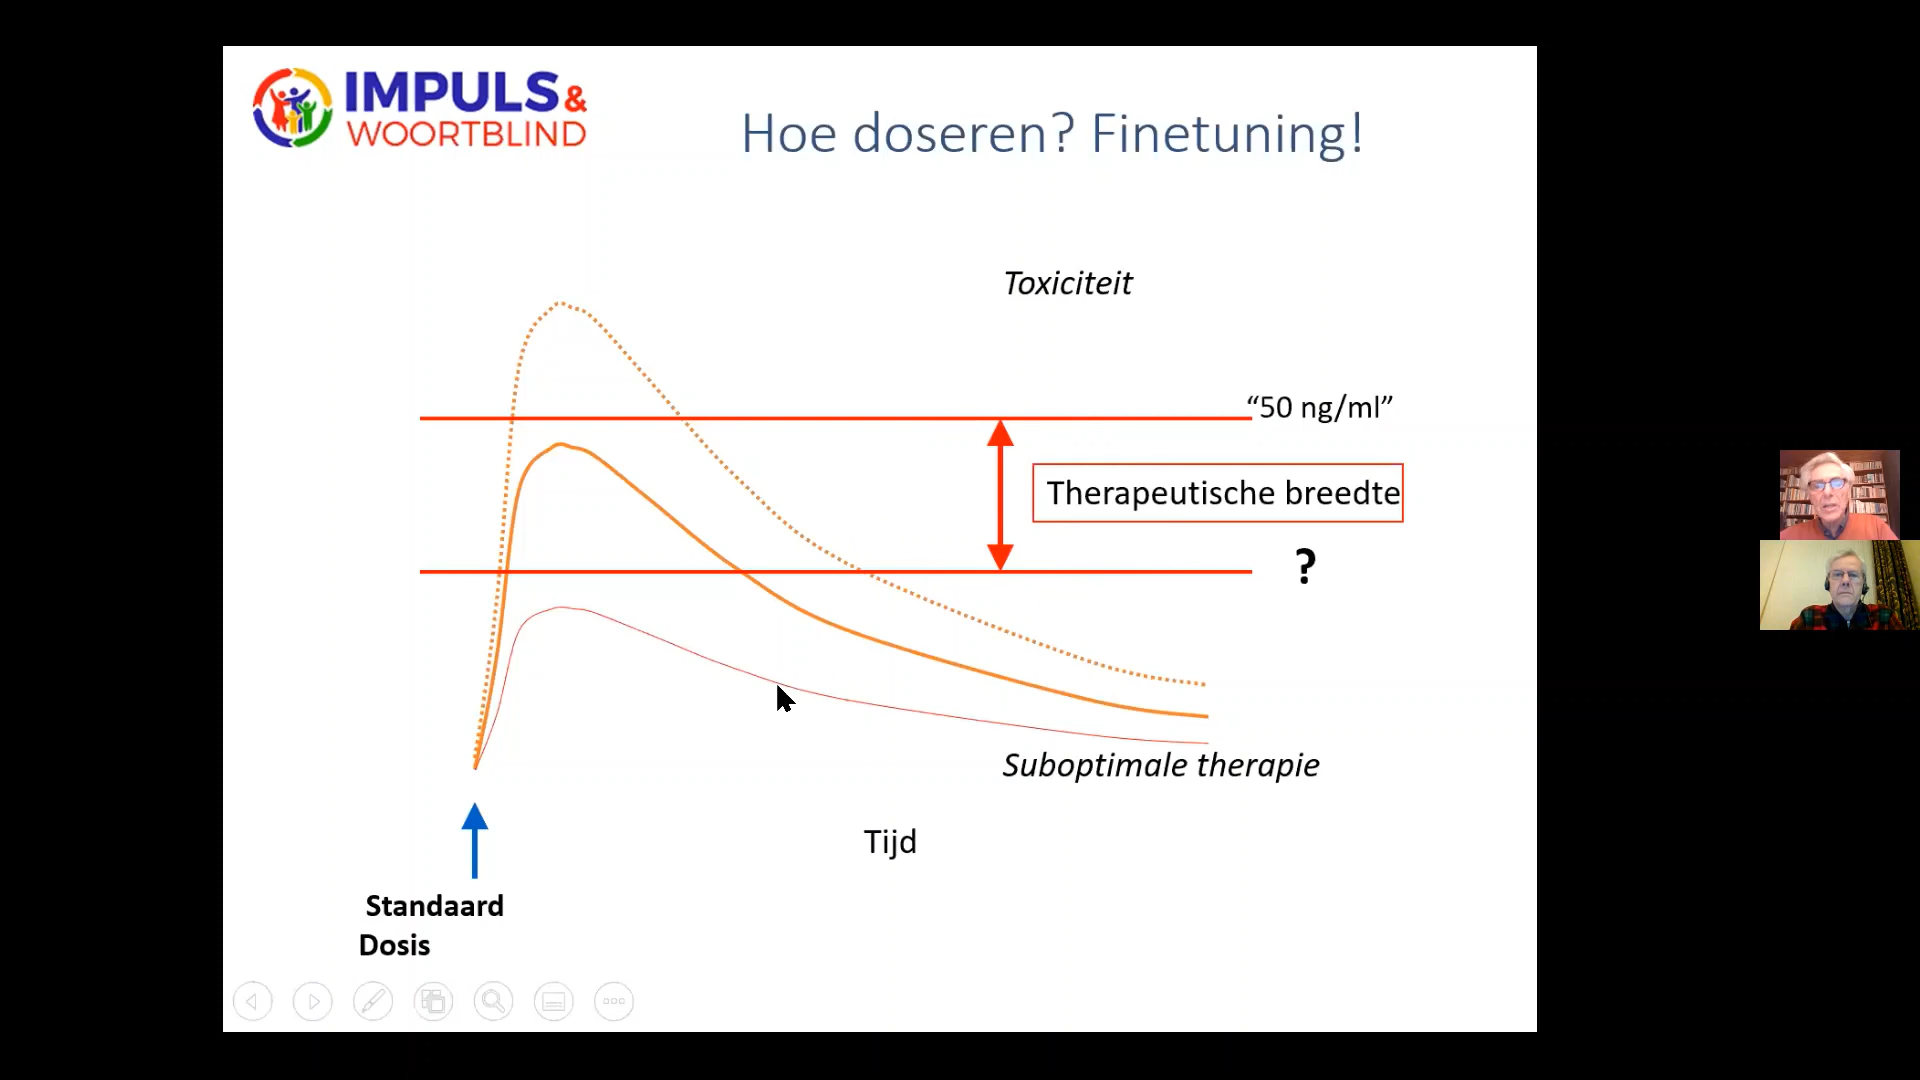 IMPULS &
WOORTBLIND
Hoe doseren? Finetuning!
Toxiciteit
“50 ng/ml”
Therapeutische breedte
?
Suboptimale therapie
Tijd
Standaard
Dosis